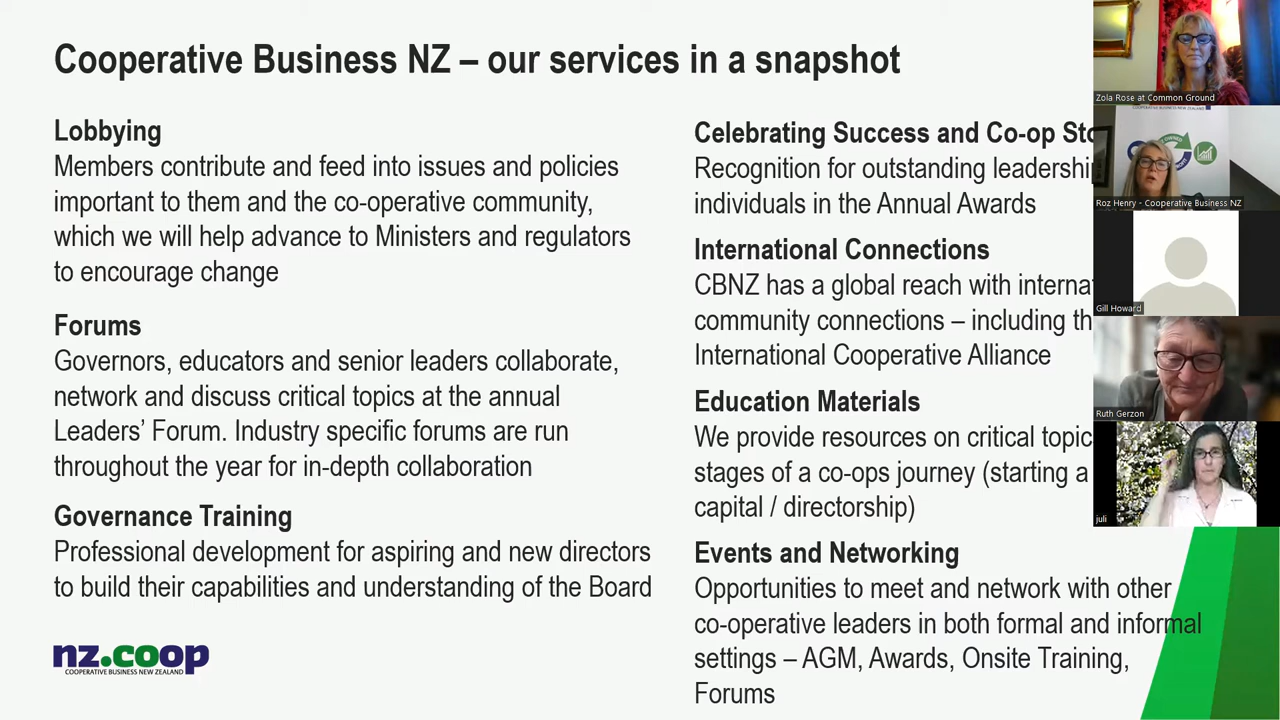 Cooperative Business NZ – our services in a snapshot
Lobbying
Members contribute and feed into issues and policies
important to them and the co-operative community,
which we will help advance to Ministers and regulators
to encourage change
Forums
Governors, educators and senior leaders collaborate,
network and discuss critical topics at the annual
Leaders’ Forum. Industry specific forums are run
throughout the year for in-depth collaboration
Governance Training
Professional development for aspiring and new directors
to build their capabilities and understanding of the Board
nz.coop
COOPERATIVE BUSINESS NEW ZEALAND
Celebrating Success and Co-op
Recognition for outstanding
individuals in the Annual Awards
International Connections
CBNZ has a global reach with
community connections – including
International Cooperative Alliance
Education Materials
We provide resources on critical
stages of a co-ops journey (starting a
capital / directorship)
Events and Networking
Opportunities to meet and network with other
co-operative leaders in both formal and informal
settings – AGM, Awards, Onsite Training,
Forums
Zola Rose at Common Ground
Roz Henry - Cooperative Business NZ
Gill Howard
Ruth Gerzon
juli